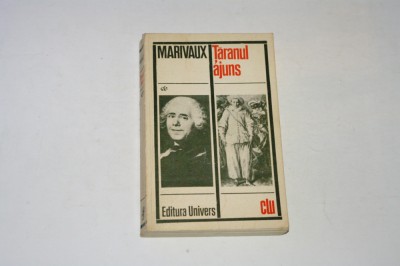 MARIVAUX
Țaranul
ajuns
Editura Univers
clu